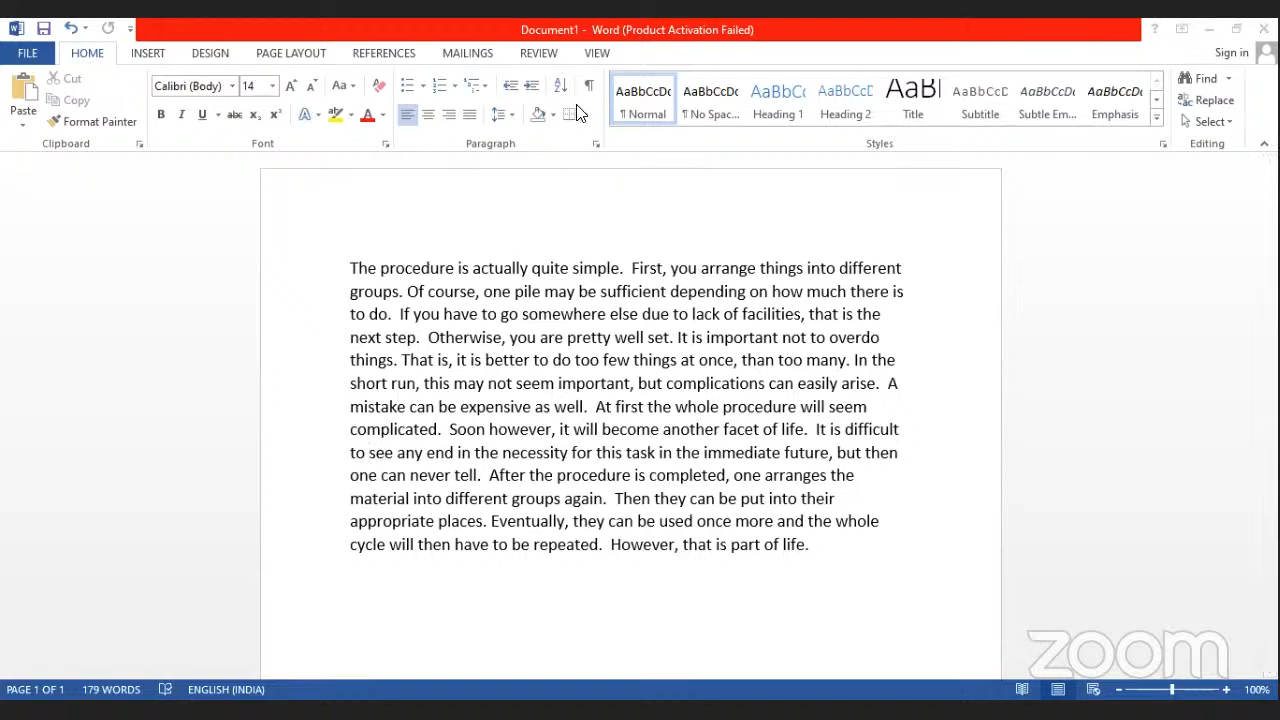 Document1 - Word (Product Activation Failed)
FILE HOME INSERT DESIGN PAGE LAYOUT REFERENCES MAILINGS REVIEW VIEW Sign in
Cut
Copy
Format Painter
Paste
Calibri (Body) 14
AaBbCcDc AaBbCcDc AaBbCc AaBbCcD AaBl AaBbCcD AaBbCcDc AaBbCcDc
¶ Normal ¶ No Spac... Heading 1 Heading 2 Title Subtitle Subtle Em... Emphasis
Find
Replace
Select
Clipboard Font Paragraph Styles Editing
The procedure is actually quite simple.  First, you arrange things into different
groups. Of course, one pile may be sufficient depending on how much there is
to do.  If you have to go somewhere else due to lack of facilities, that is the
next step.  Otherwise, you are pretty well set. It is important not to overdo
things. That is, it is better to do too few things at once, than too many. In the
short run, this may not seem important, but complications can easily arise.  A
mistake can be expensive as well.  At first the whole procedure will seem
complicated.  Soon however, it will become another facet of life.  It is difficult
to see any end in the necessity for this task in the immediate future, but then
one can never tell.  After the procedure is completed, one arranges the
material into different groups again.  Then they can be put into their
appropriate places. Eventually, they can be used once more and the whole
cycle will then have to be repeated.  However, that is part of life.
zoom
PAGE 1 OF 1 179 WORDS ENGLISH (INDIA) 100%